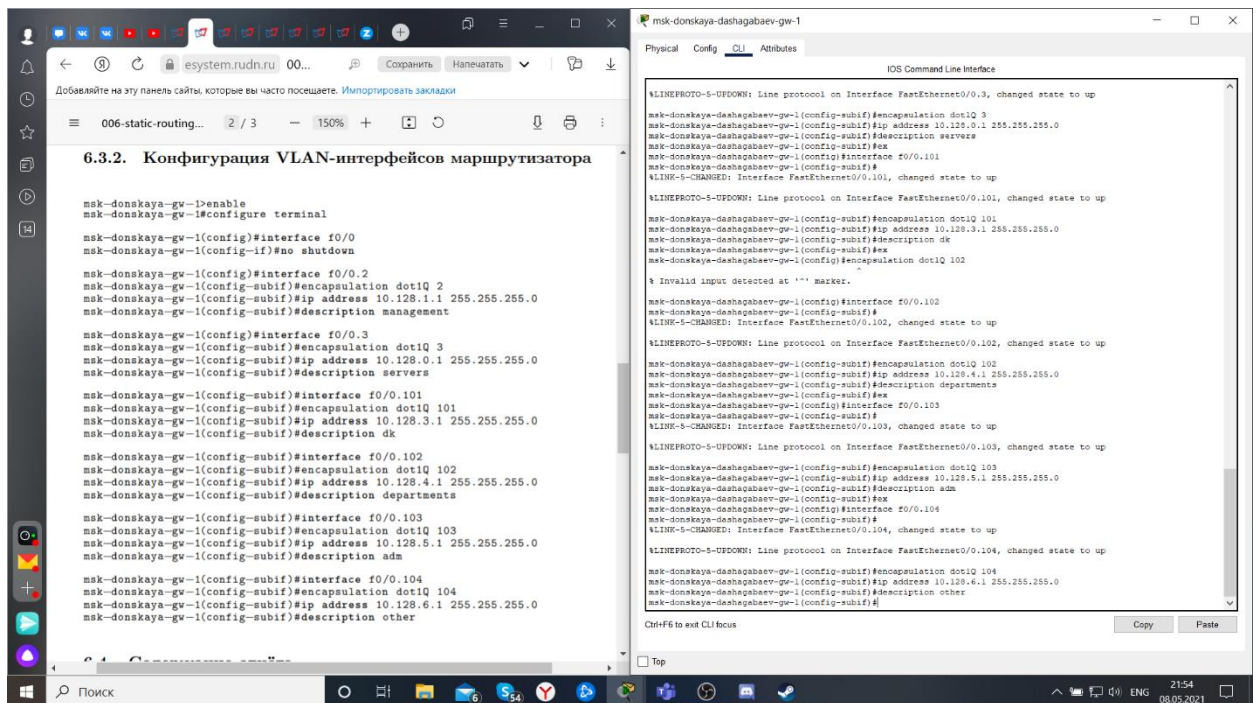 esystem.rudn.ru 00...
Сохранить
Напечатать
Добавляйте на эту панель сайты, которые вы часто посещаете. Импортировать закладки
006-static-routing...
2 / 3
— 150% +
14
6.3.2. Конфигурация VLAN-интерфейсов маршрутизатора
msk-donskaya-gw-1>enable
msk-donskaya-gw-1#configure terminal
msk-donskaya-gw-1(config)#interface f0/0
msk-donskaya-gw-1(config-if)#no shutdown
msk-donskaya-gw-1(config)#interface f0/0.2
msk-donskaya-gw-1(config-subif)#encapsulation dot1Q 2
msk-donskaya-gw-1(config-subif)#ip address 10.128.1.1 255.255.255.0
msk-donskaya-gw-1(config-subif)#description management
msk-donskaya-gw-1(config)#interface f0/0.3
msk-donskaya-gw-1(config-subif)#encapsulation dot1Q 3
msk-donskaya-gw-1(config-subif)#ip address 10.128.0.1 255.255.255.0
msk-donskaya-gw-1(config-subif)#description servers
msk-donskaya-gw-1(config-subif)#interface f0/0.101
msk-donskaya-gw-1(config-subif)#encapsulation dot1Q 101
msk-donskaya-gw-1(config-subif)#ip address 10.128.3.1 255.255.255.0
msk-donskaya-gw-1(config-subif)#description dk
msk-donskaya-gw-1(config-subif)#interface f0/0.102
msk-donskaya-gw-1(config-subif)#encapsulation dot1Q 102
msk-donskaya-gw-1(config-subif)#ip address 10.128.4.1 255.255.255.0
msk-donskaya-gw-1(config-subif)#description departments
msk-donskaya-gw-1(config-subif)#interface f0/0.103
msk-donskaya-gw-1(config-subif)#encapsulation dot1Q 103
msk-donskaya-gw-1(config-subif)#ip address 10.128.5.1 255.255.255.0
msk-donskaya-gw-1(config-subif)#description adm
msk-donskaya-gw-1(config-subif)#interface f0/0.104
msk-donskaya-gw-1(config-subif)#encapsulation dot1Q 104
msk-donskaya-gw-1(config-subif)#ip address 10.128.6.1 255.255.255.0
msk-donskaya-gw-1(config-subif)#description other
msk-donskaya-dashagabaev-gw-1
Physical Config CLI Attributes
IOS Command Line Interface
%LINEPROTO-5-UPDOWN: Line protocol on Interface FastEthernet0/0.3, changed state to up
msk-donskaya-dashagabaev-gw-1(config-subif)#encapsulation dot1Q 3
msk-donskaya-dashagabaev-gw-1(config-subif)#ip address 10.128.0.1 255.255.255.0
msk-donskaya-dashagabaev-gw-1(config-subif)#description servers
msk-donskaya-dashagabaev-gw-1(config-subif)#ex
msk-donskaya-dashagabaev-gw-1(config)#interface f0/0.101
msk-donskaya-dashagabaev-gw-1(config-subif)#
%LINK-5-CHANGED: Interface FastEthernet0/0.101, changed state to up
%LINEPROTO-5-UPDOWN: Line protocol on Interface FastEthernet0/0.101, changed state to up
msk-donskaya-dashagabaev-gw-1(config-subif)#encapsulation dot1Q 101
msk-donskaya-dashagabaev-gw-1(config-subif)#ip address 10.128.3.1 255.255.255.0
msk-donskaya-dashagabaev-gw-1(config-subif)#description dk
msk-donskaya-dashagabaev-gw-1(config-subif)#ex
msk-donskaya-dashagabaev-gw-1(config)#encapsulation dot1Q 102
^
% Invalid input detected at '^' marker.
msk-donskaya-dashagabaev-gw-1(config)#interface f0/0.102
msk-donskaya-dashagabaev-gw-1(config-subif)#
%LINK-5-CHANGED: Interface FastEthernet0/0.102, changed state to up
%LINEPROTO-5-UPDOWN: Line protocol on Interface FastEthernet0/0.102, changed state to up
msk-donskaya-dashagabaev-gw-1(config-subif)#encapsulation dot1Q 102
msk-donskaya-dashagabaev-gw-1(config-subif)#ip address 10.128.4.1 255.255.255.0
msk-donskaya-dashagabaev-gw-1(config-subif)#description departments
msk-donskaya-dashagabaev-gw-1(config-subif)#ex
msk-donskaya-dashagabaev-gw-1(config)#interface f0/0.103
msk-donskaya-dashagabaev-gw-1(config-subif)#
%LINK-5-CHANGED: Interface FastEthernet0/0.103, changed state to up
%LINEPROTO-5-UPDOWN: Line protocol on Interface FastEthernet0/0.103, changed state to up
msk-donskaya-dashagabaev-gw-1(config-subif)#encapsulation dot1Q 103
msk-donskaya-dashagabaev-gw-1(config-subif)#ip address 10.128.5.1 255.255.255.0
msk-donskaya-dashagabaev-gw-1(config-subif)#description adm
msk-donskaya-dashagabaev-gw-1(config-subif)#ex
msk-donskaya-dashagabaev-gw-1(config)#interface f0/0.104
msk-donskaya-dashagabaev-gw-1(config-subif)#
%LINK-5-CHANGED: Interface FastEthernet0/0.104, changed state to up
%LINEPROTO-5-UPDOWN: Line protocol on Interface FastEthernet0/0.104, changed state to up
msk-donskaya-dashagabaev-gw-1(config-subif)#encapsulation dot1Q 104
msk-donskaya-dashagabaev-gw-1(config-subif)#ip address 10.128.6.1 255.255.255.0
msk-donskaya-dashagabaev-gw-1(config-subif)#description other
msk-donskaya-dashagabaev-gw-1(config-subif)#
Ctrl+F6 to exit CLI focus
Copy
Paste
Top
Поиск
6
54
ENG
21:54
08.05.2021